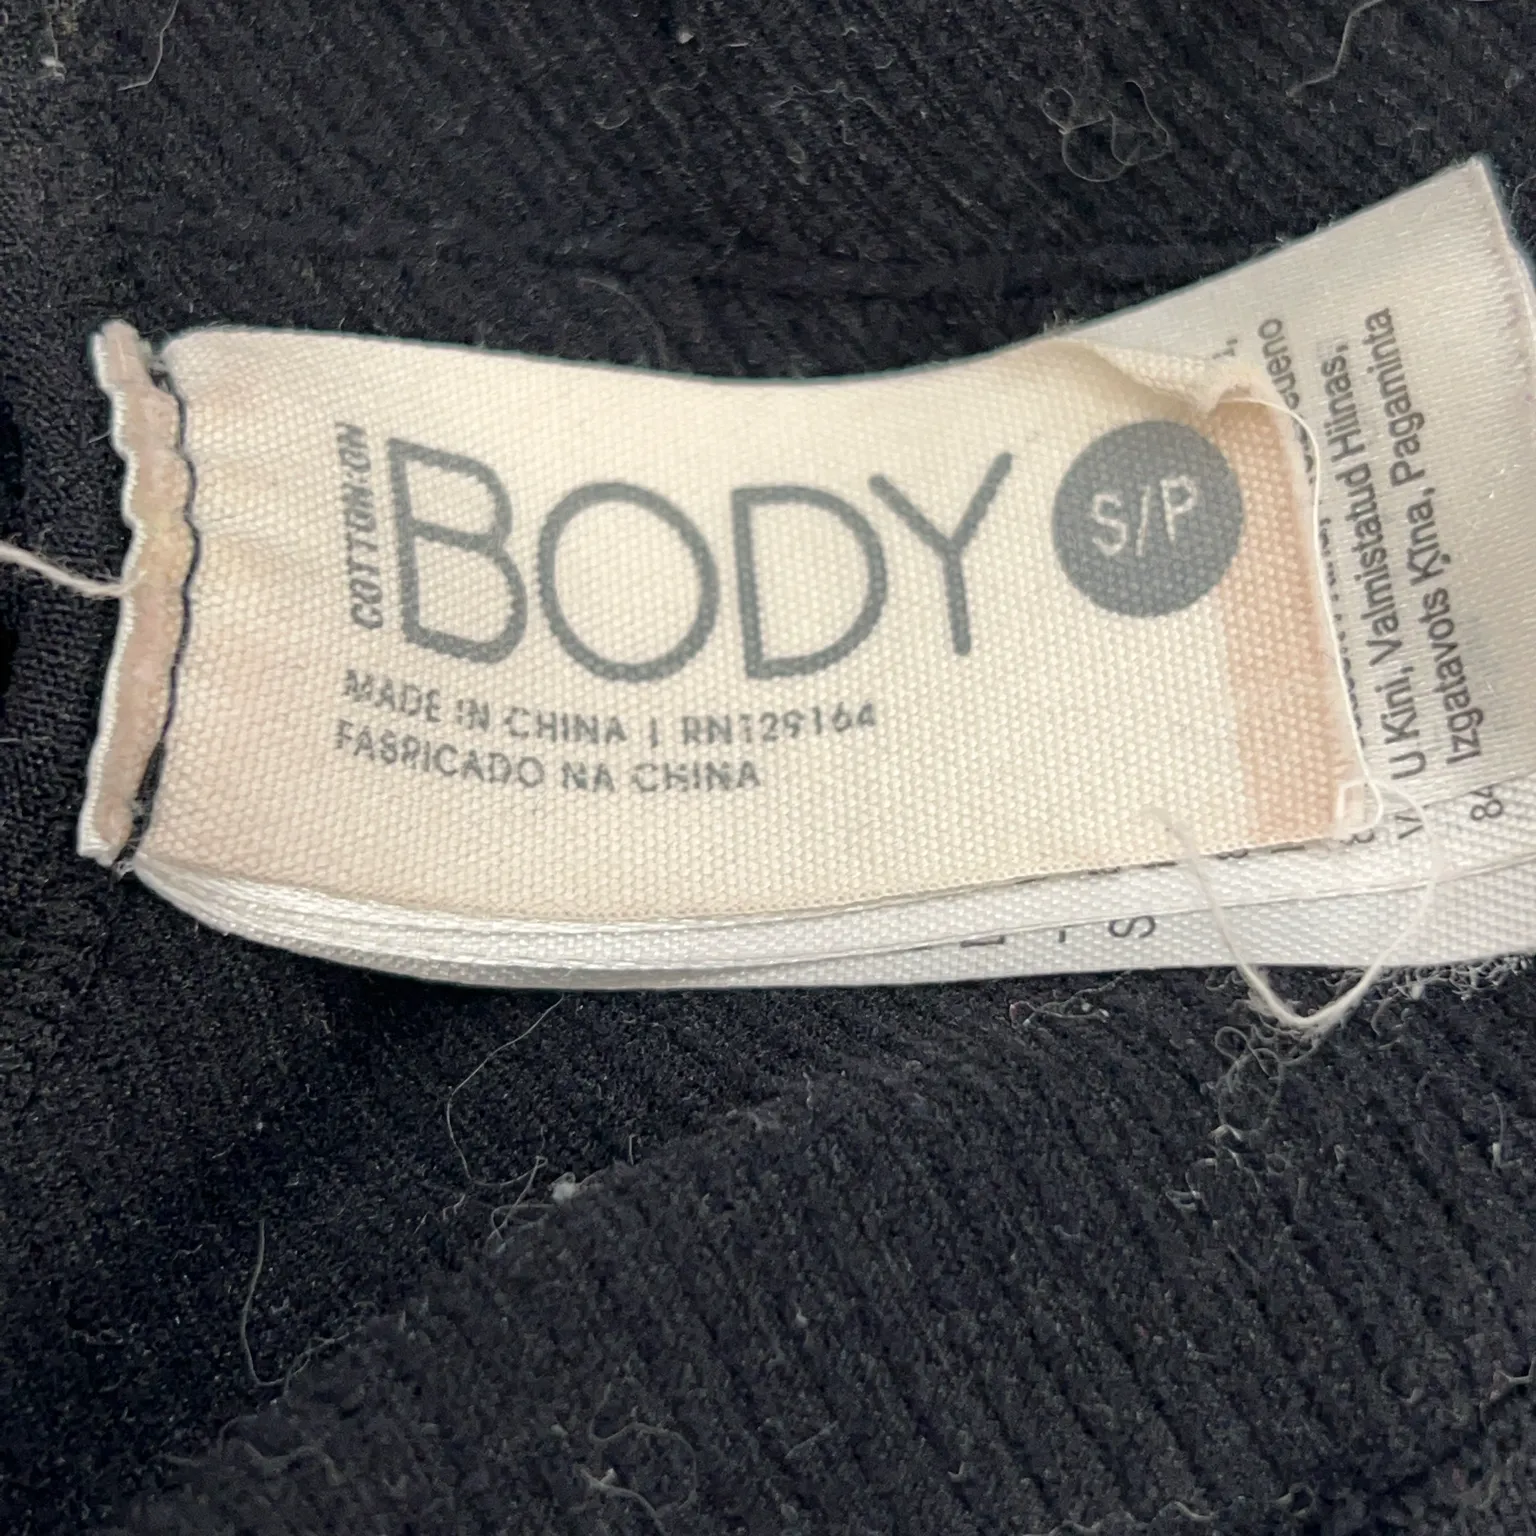 COTTON:ON
BODY
S/P
MADE IN CHINA | RN129164
FABRICADO NA CHINA
U Kini, Valmistatud Hiinas,
Izgatavots Ķīna, Pagaminta
S